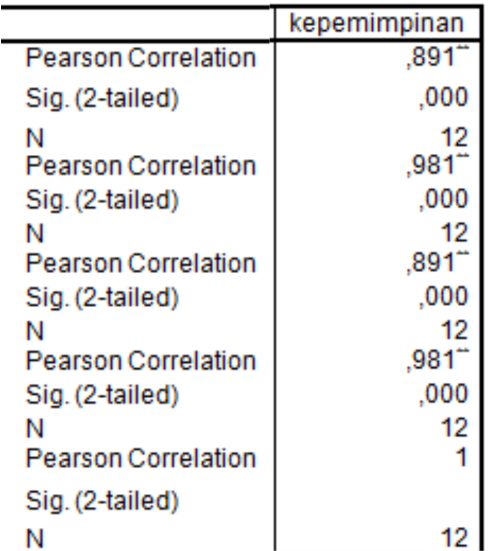 kepemimpinan
Pearson Correlation ,891**
Sig. (2-tailed) ,000
N 12
Pearson Correlation ,981**
Sig. (2-tailed) ,000
N 12
Pearson Correlation ,891**
Sig. (2-tailed) ,000
N 12
Pearson Correlation ,981**
Sig. (2-tailed) ,000
N 12
Pearson Correlation 1
Sig. (2-tailed)
N 12